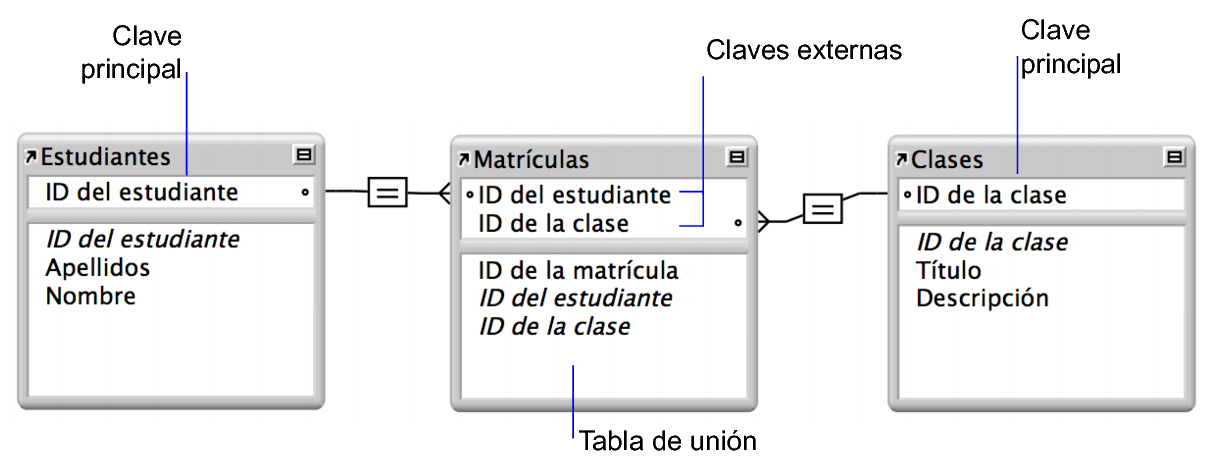 Clave
principal
Claves externas
Clave
principal
Estudiantes
ID del estudiante
ID del estudiante
Apellidos
Nombre
Matrículas
ID del estudiante
ID de la clase
ID de la matrícula
ID del estudiante
ID de la clase
Clases
ID de la clase
ID de la clase
Título
Descripción
Tabla de unión